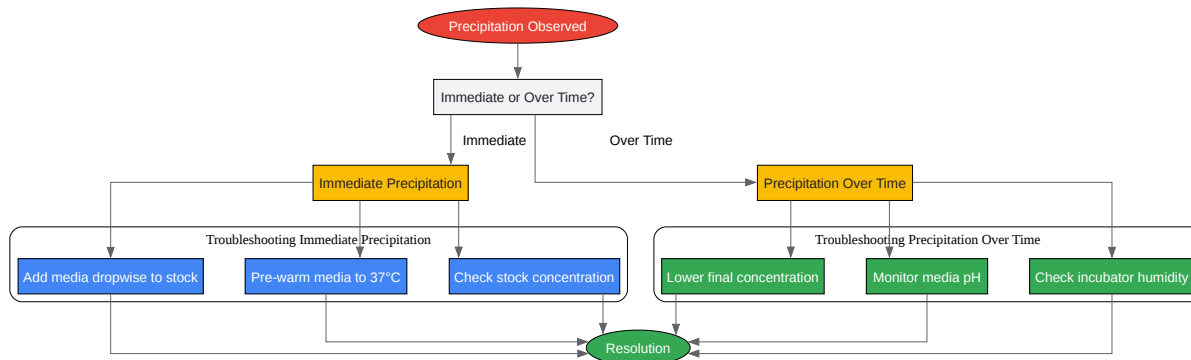 Precipitation Observed
Immediate or Over Time?
Immediate
Over Time
Immediate Precipitation
Precipitation Over Time
Troubleshooting Immediate Precipitation
Troubleshooting Precipitation Over Time
Add media dropwise to stock
Pre-warm media to 37°C
Check stock concentration
Lower final concentration
Monitor media pH
Check incubator humidity
Resolution